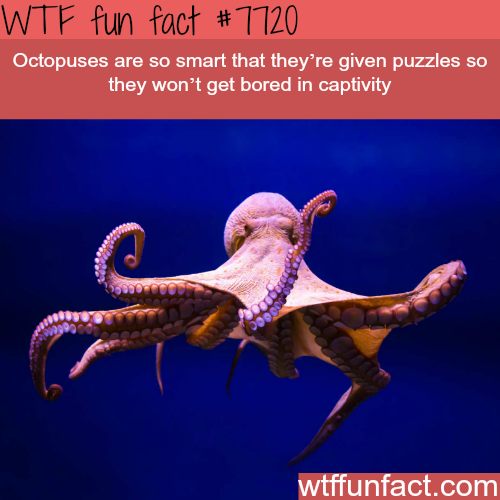 WTF fun fact #7720
Octopuses are so smart that they're given puzzles so
they won't get bored in captivity
wtffunfact.com